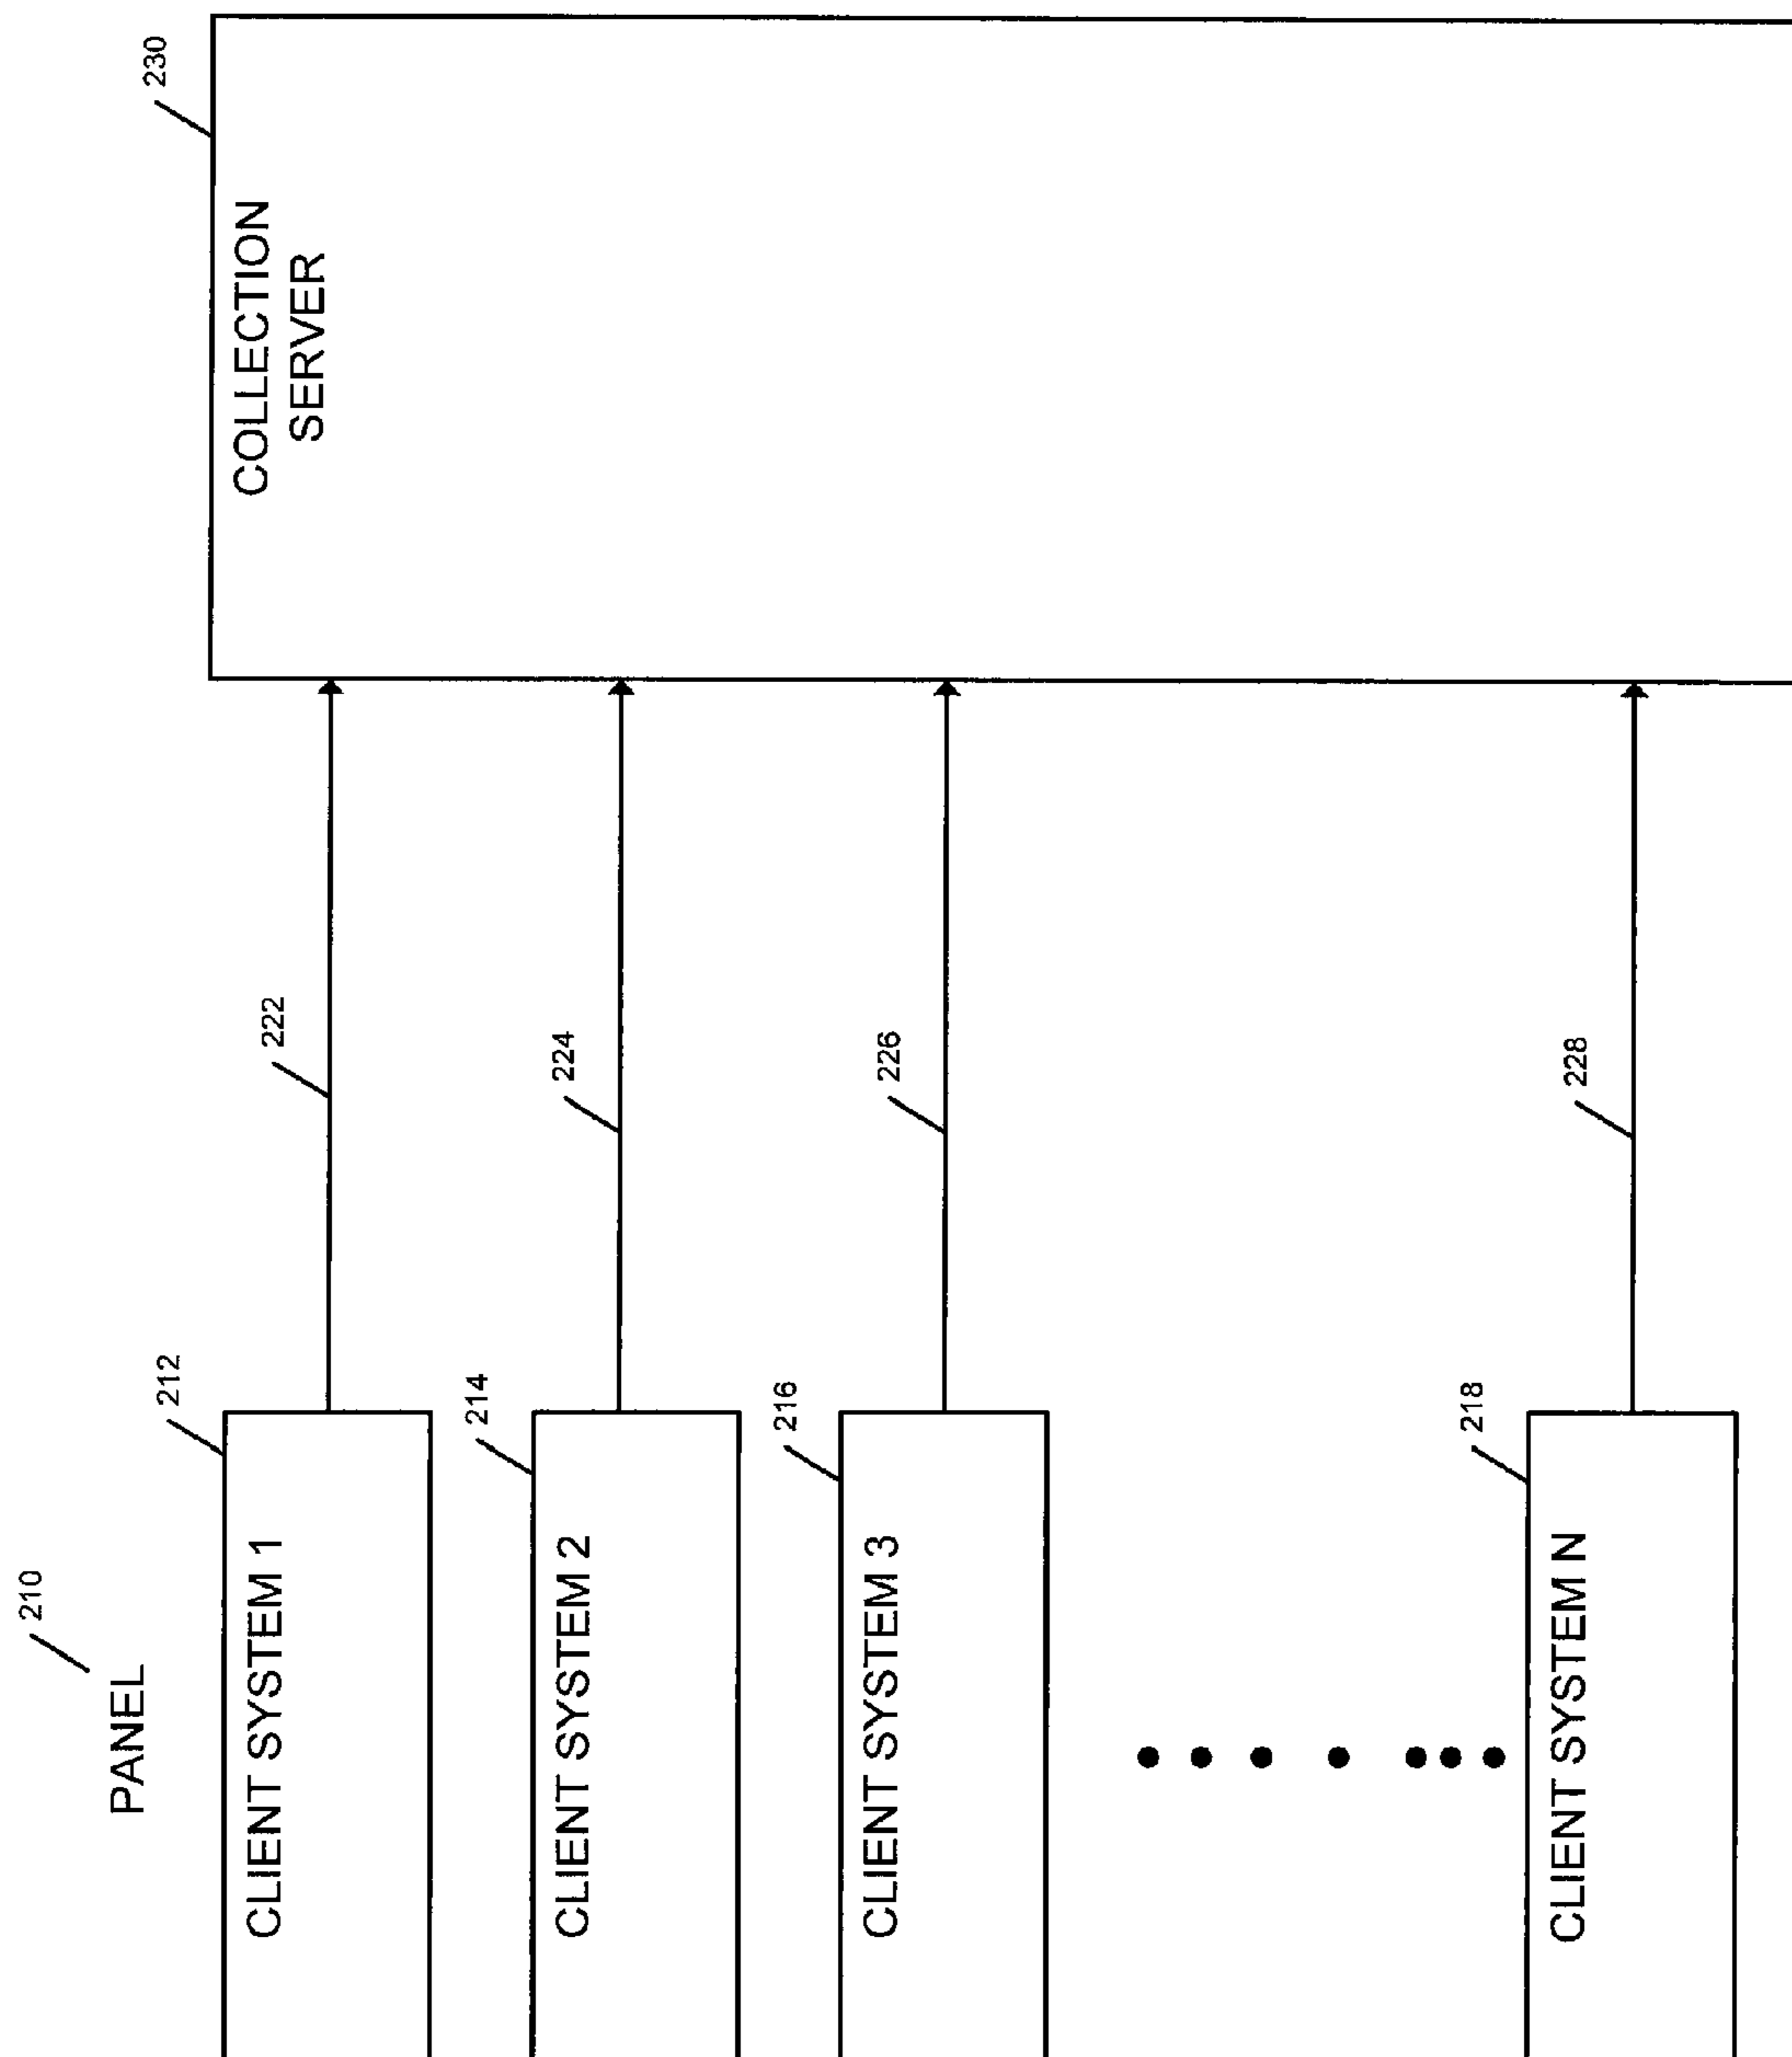 210
PANEL
212
CLIENT SYSTEM 1
222
214
CLIENT SYSTEM 2
224
216
CLIENT SYSTEM 3
226
218
CLIENT SYSTEM N
228
230
COLLECTION
SERVER